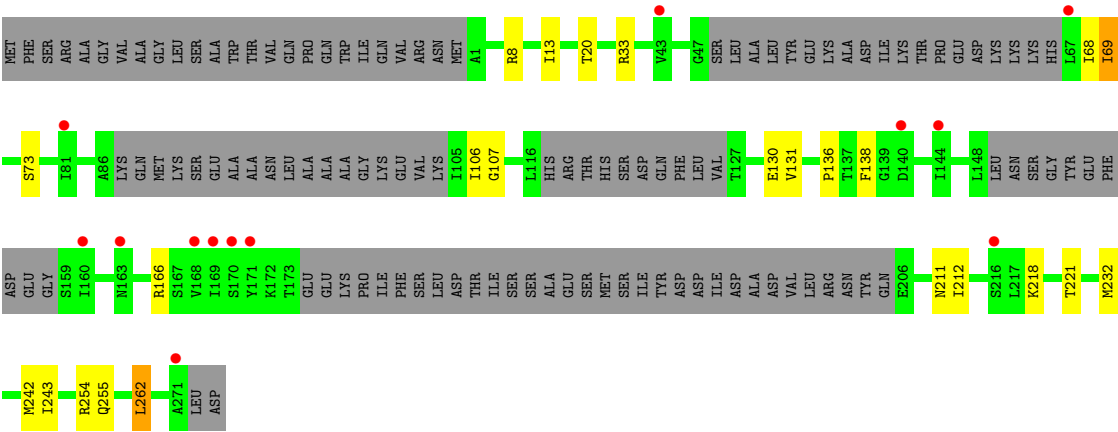 MET PHE SER ARG ALA GLY VAL ALA GLY LEU SER ALA TRP THR VAL GLN PRO GLN TRP ILE GLN VAL ARG ASN MET A1 R8 I13 T20 R33 V43 G47 SER LEU ALA LEU TYR GLU LYS ALA ASP ILE LYS THR PRO GLU ASP LYS LYS LYS HIS L67 I68 I69
S73 I81 A86 LYS GLN MET LYS SER GLU ALA ALA ASN LEU ALA ALA ALA GLY LYS GLU VAL LYS I105 I106 G107 L116 HIS ARG THR HIS SER ASP GLN PHE LEU VAL T127 E130 V131 P136 T137 F138 G139 D140 I144 L148 LEU ASN SER GLY TYR GLU PHE
ASP GLU GLY S159 I160 N163 R166 S167 V168 I169 S170 Y171 K172 T173 GLU GLU LYS PRO ILE PHE SER LEU ASP THR ILE SER SER ALA GLU SER MET SER ILE TYR ASP ASP ILE ASP ALA ASP VAL LEU ARG ASN TYR GLN E206 N211 I212 S216 L217 K218 T221 M232
M242 I243 R254 Q255 L262 A271 LEU ASP